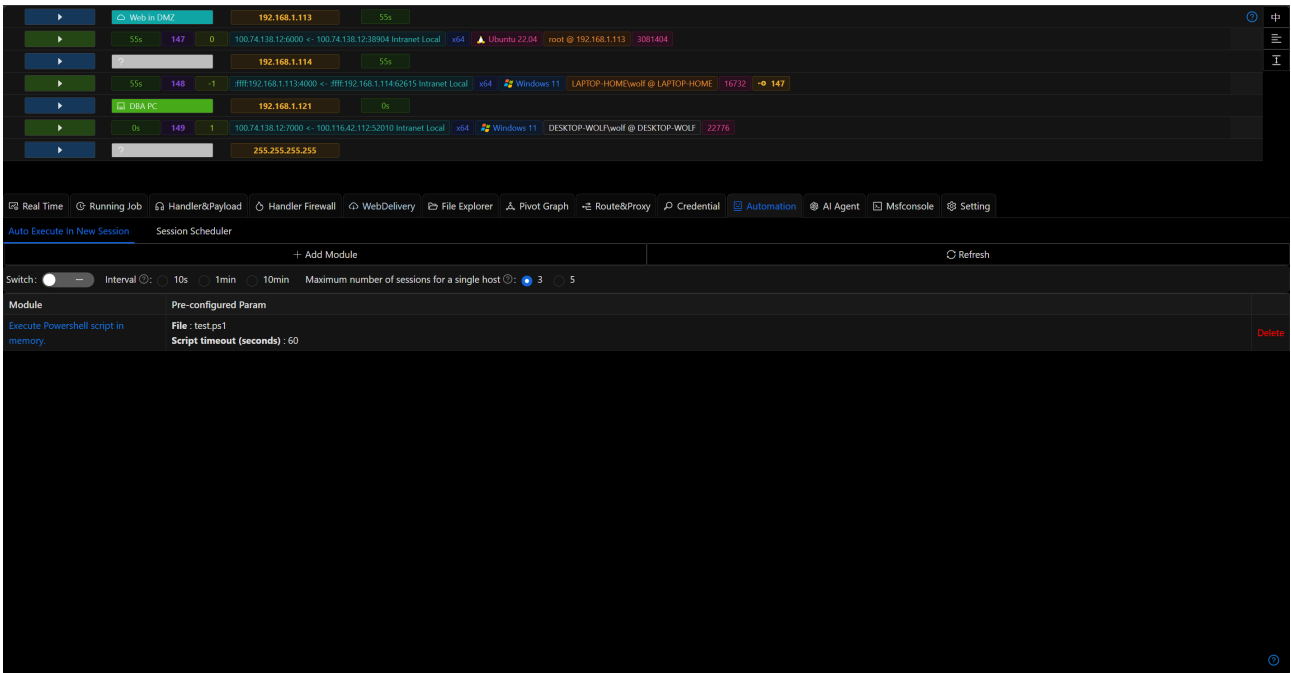 Web in DMZ 192.168.1.113 55s
中
55s 147 0 100.74.138.12:6000 <- 100.74.138.12:38904 Intranet Local x64 Ubuntu 22.04 root @ 192.168.1.113 3081404
? 192.168.1.114 55s
55s 148 -1 :ffff:192.168.1.113:4000 <- :ffff:192.168.1.114:62615 Intranet Local x64 Windows 11 LAPTOP-HOME\wolf @ LAPTOP-HOME 16732 147
DBA PC 192.168.1.121 0s
0s 149 1 100.74.138.12:7000 <- 100.116.42.112:52010 Intranet Local x64 Windows 11 DESKTOP-WOLF\wolf @ DESKTOP-WOLF 22776
? 255.255.255.255
Real Time Running Job Handler&Payload Handler Firewall WebDelivery File Explorer Pivot Graph Route&Proxy Credential Automation AI Agent Msfconsole Setting
Auto Execute In New Session Session Scheduler
+ Add Module Refresh
Switch: Interval : 10s 1min 10min Maximum number of sessions for a single host : 3 5
Module Pre-configured Param
Execute Powershell script in memory. File : test.ps1
Script timeout (seconds) : 60
Delete